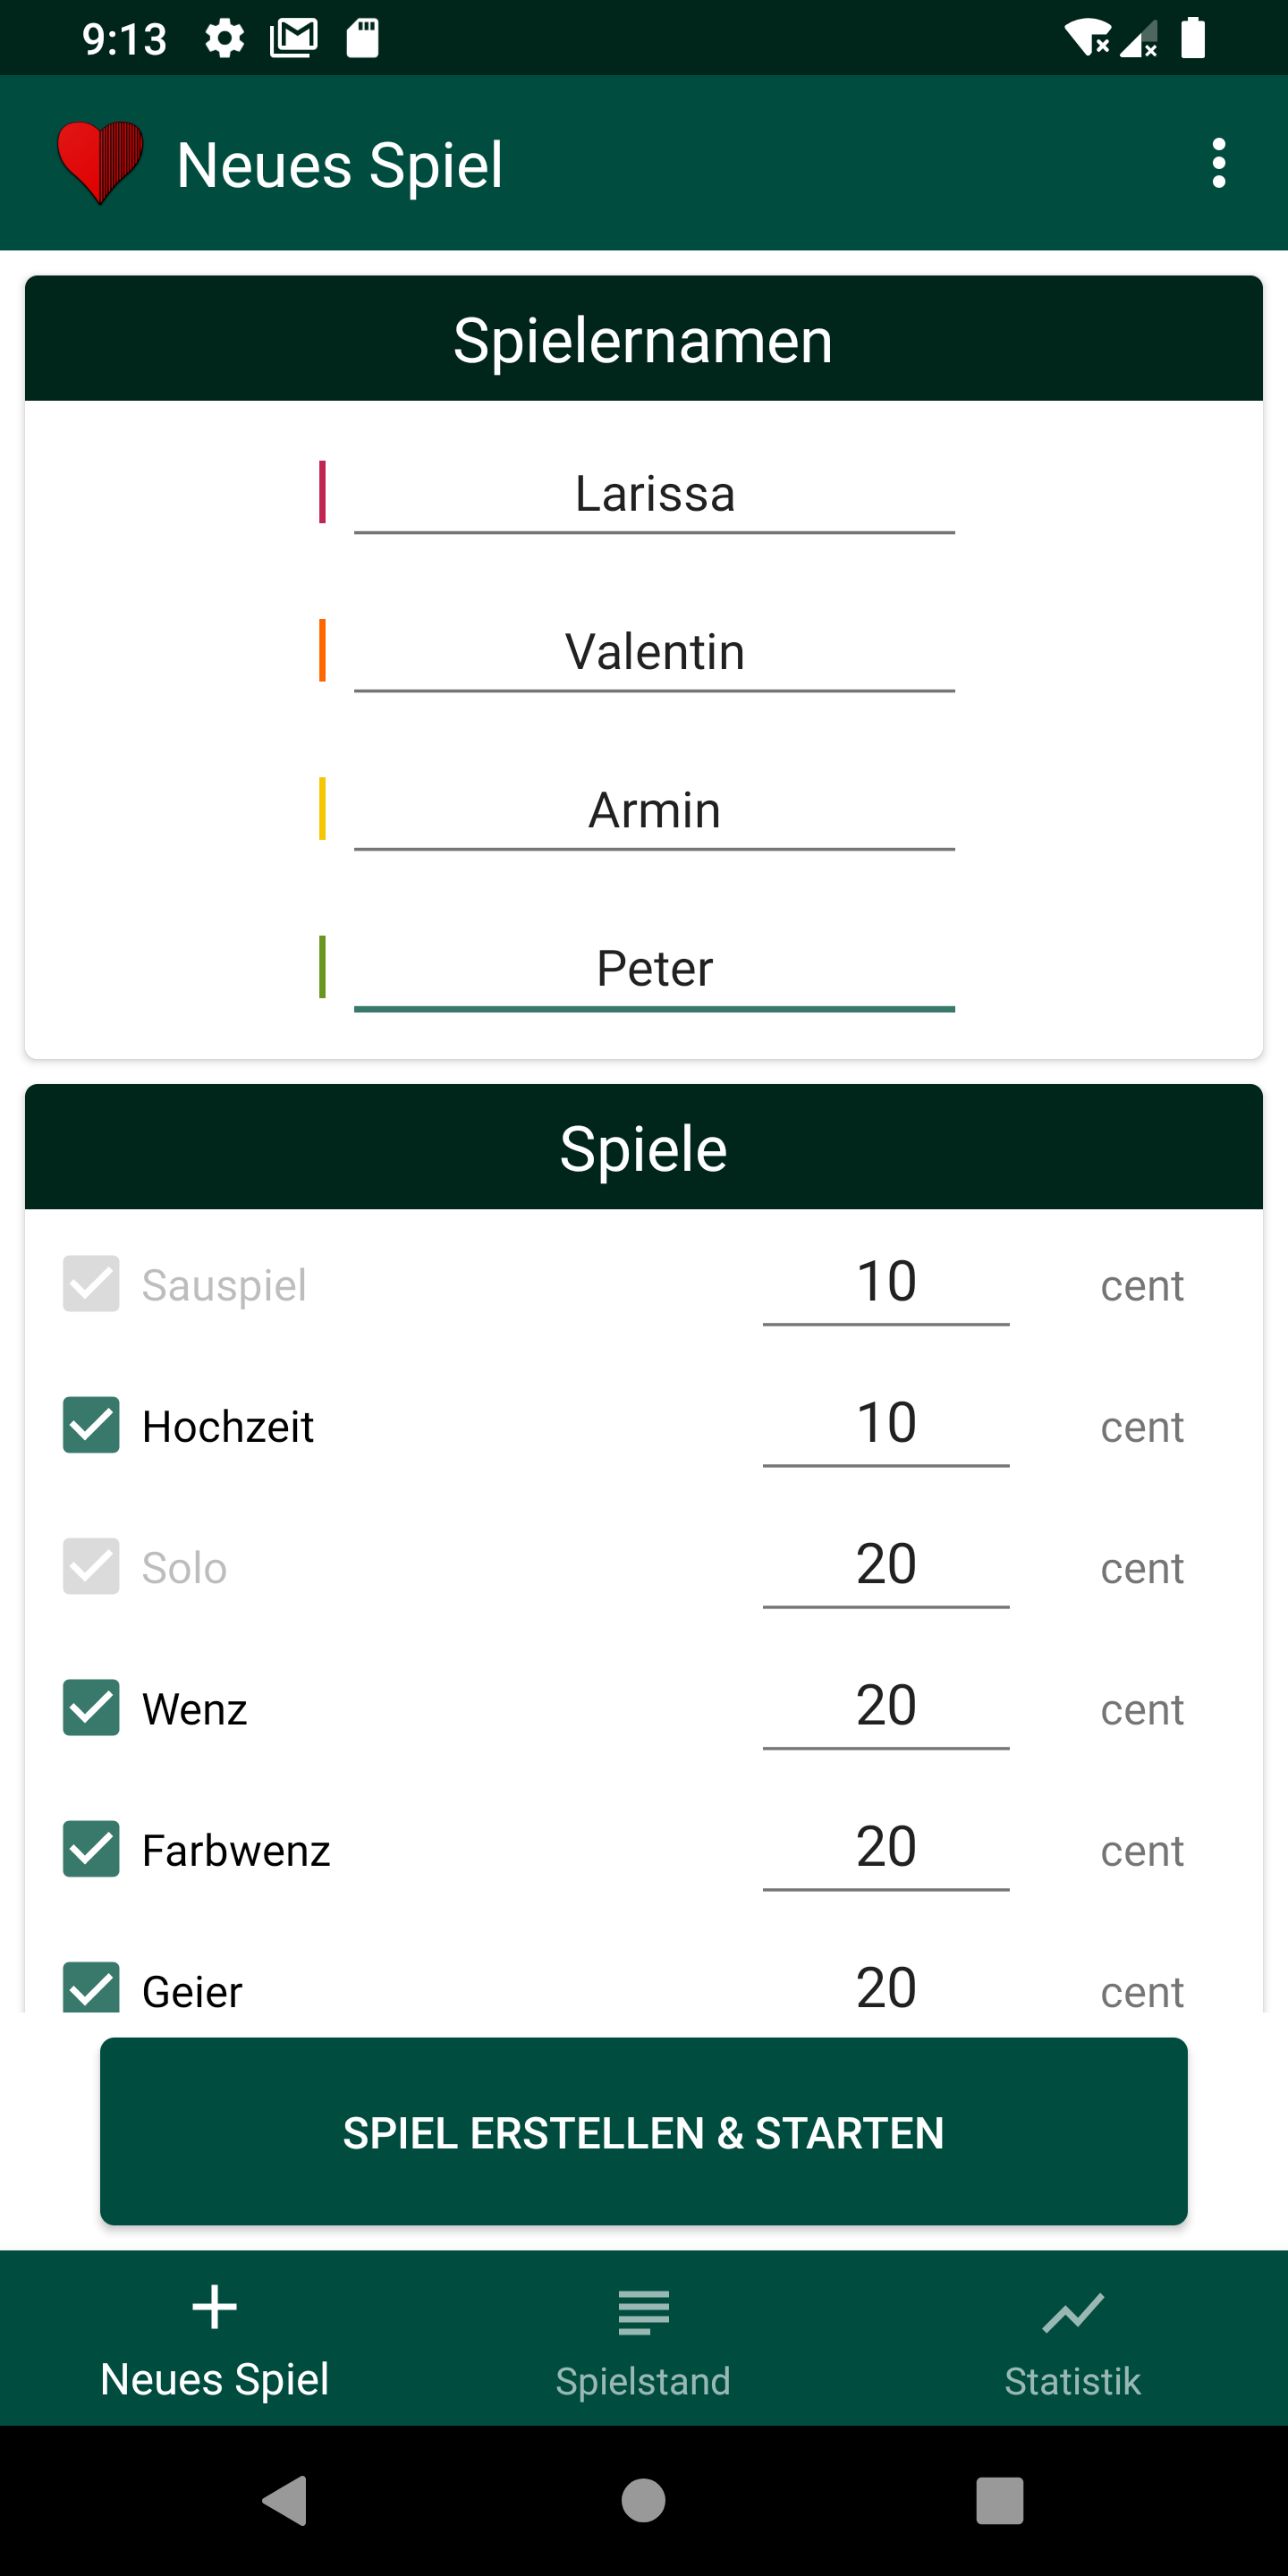 9:13
Neues Spiel
Spielernamen
Larissa
Valentin
Armin
Peter
Spiele
Sauspiel 10 cent
Hochzeit 10 cent
Solo 20 cent
Wenz 20 cent
Farbwenz 20 cent
Geier 20 cent
SPIEL ERSTELLEN & STARTEN
Neues Spiel Spielstand Statistik